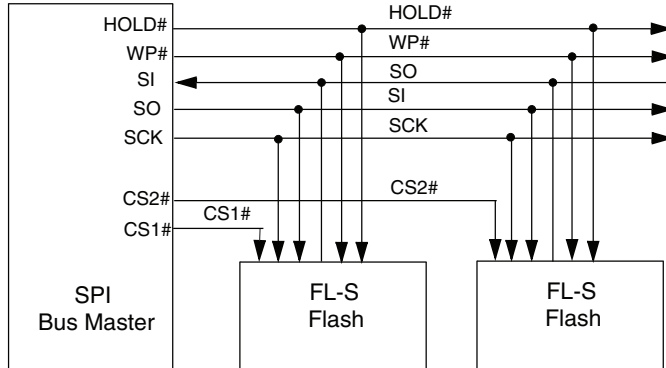 HOLD#
HOLD#
WP#
WP#
SI
SO
SO
SI
SCK
SCK
CS2#
CS2#
CS1#
CS1#
SPI
Bus Master
FL-S
Flash
FL-S
Flash